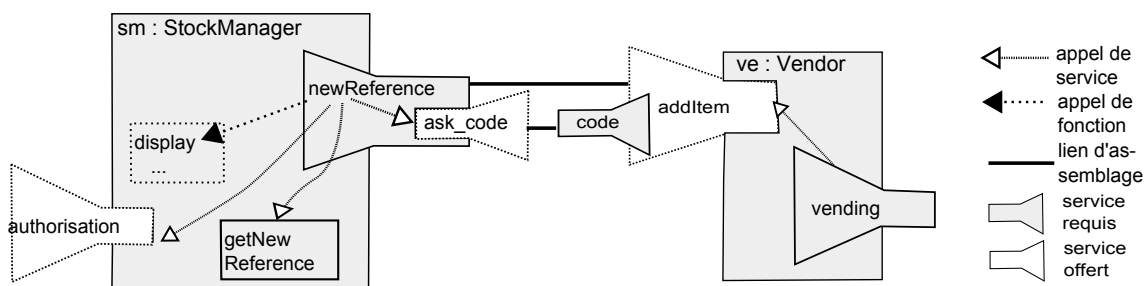 sm : StockManager
newReference
ask_code
display
...
authorisation
getNew
Reference
code
addItem
ve : Vendor
vending
appel de
service
appel de
fonction
lien d'as-
semblage
service
requis
service
offert